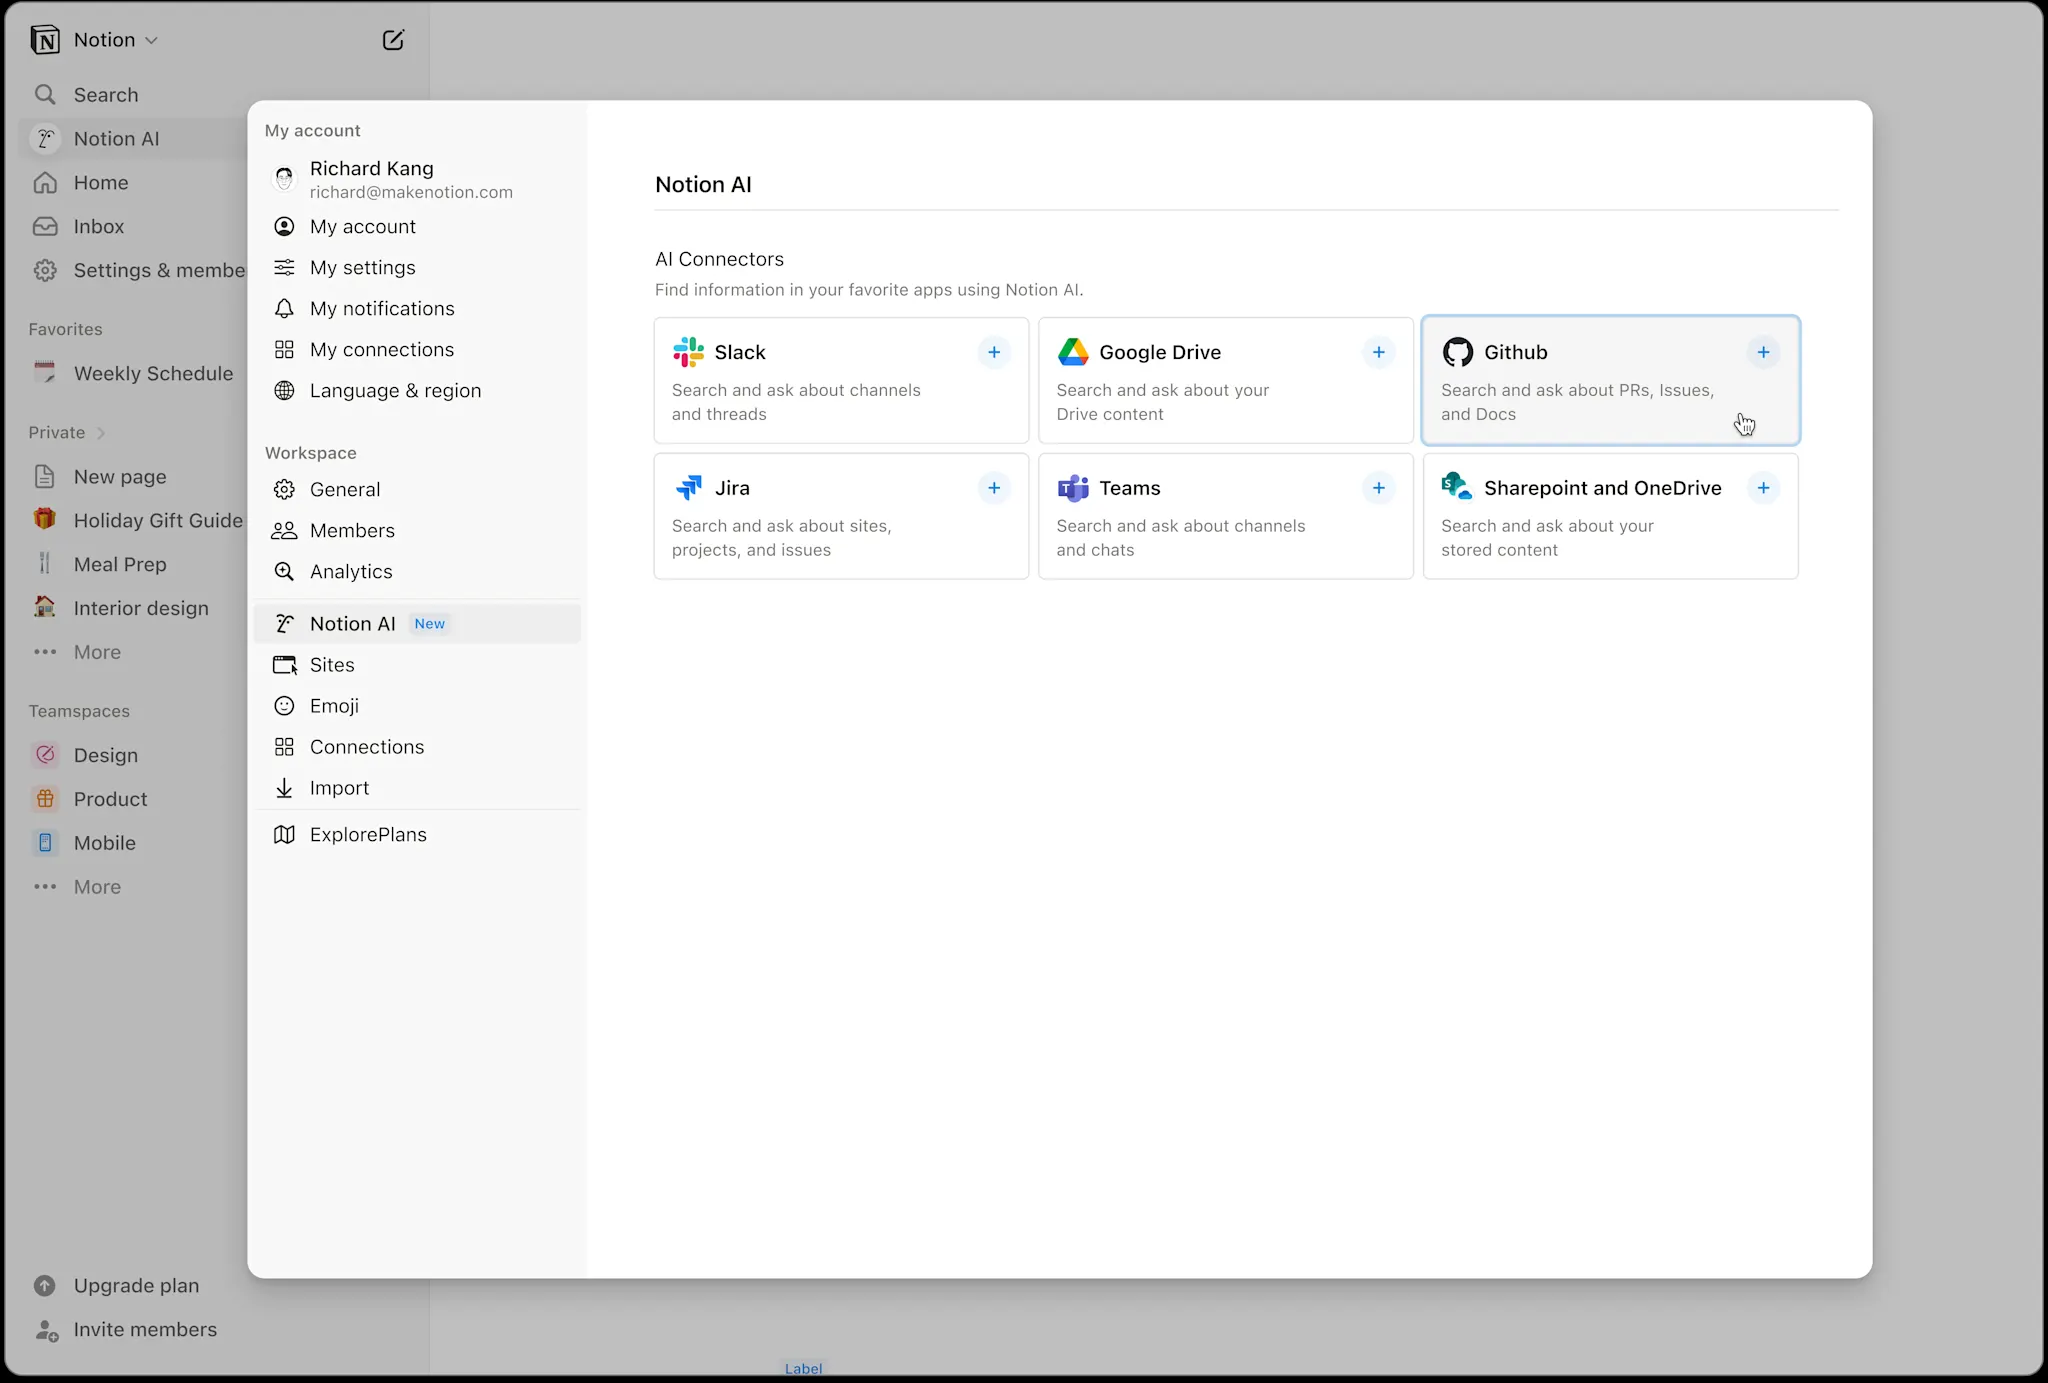 Notion
Search
Notion AI
Home
Inbox
Settings & membe
Favorites
Weekly Schedule
Private
New page
Holiday Gift Guide
Meal Prep
Interior design
More
Teamspaces
Design
Product
Mobile
More
Upgrade plan
Invite members
My account
Richard Kang
richard@makenotion.com
My account
My settings
My notifications
My connections
Language & region
Workspace
General
Members
Analytics
Notion AI New
Sites
Emoji
Connections
Import
ExplorePlans
Notion AI
AI Connectors
Find information in your favorite apps using Notion AI.
Slack
Search and ask about channels
and threads
Google Drive
Search and ask about your
Drive content
Github
Search and ask about PRs, Issues,
and Docs
Jira
Search and ask about sites,
projects, and issues
Teams
Search and ask about channels
and chats
Sharepoint and OneDrive
Search and ask about your
stored content
Label